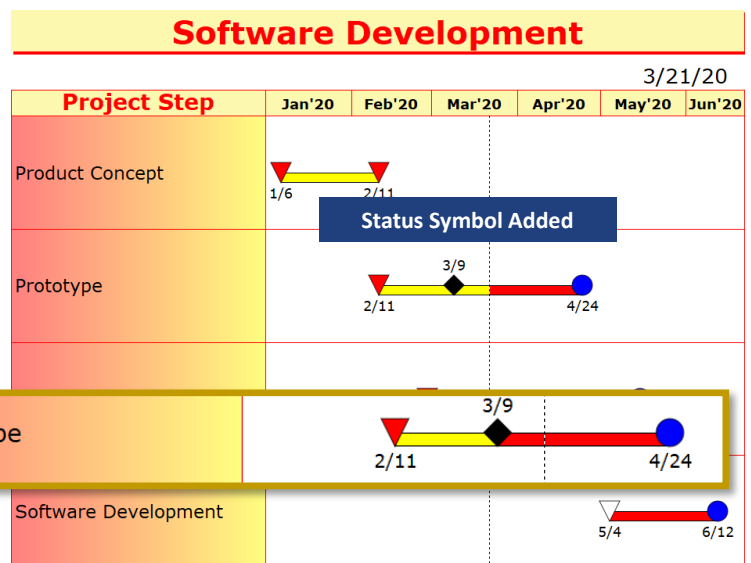 Software Development
3/21/20
Project Step Jan'20 Feb'20 Mar'20 Apr'20 May'20 Jun'20
Product Concept
1/6 2/11
Status Symbol Added
3/9
Prototype
2/11 4/24
3/9
pe
2/11 4/24
Software Development
5/4 6/12